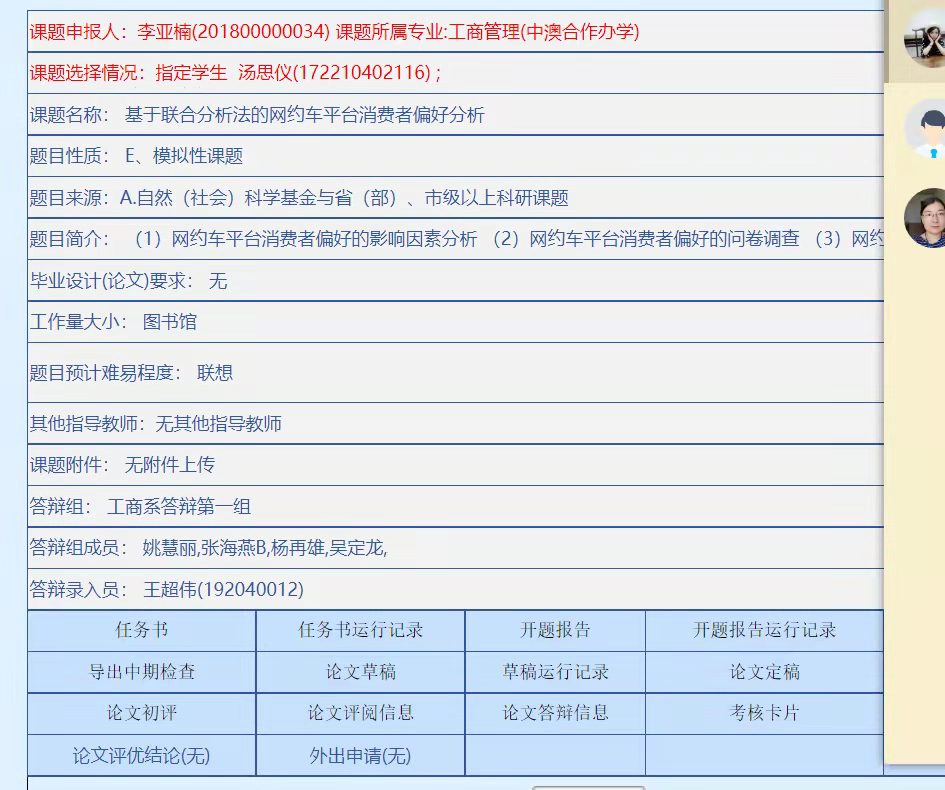 课题申报人：李亚楠(201800000034) 课题所属专业:工商管理(中澳合作办学)
课题选择情况：指定学生 汤思仪(172210402116) ;
课题名称： 基于联合分析法的网约车平台消费者偏好分析
题目性质： E、模拟性课题
题目来源：A.自然（社会）科学基金与省（部）、市级以上科研课题
题目简介： （1）网约车平台消费者偏好的影响因素分析 （2）网约车平台消费者偏好的问卷调查 （3）网约
毕业设计(论文)要求： 无
工作量大小： 图书馆
题目预计难易程度： 联想
其他指导教师：无其他指导教师
课题附件： 无附件上传
答辩组： 工商系答辩第一组
答辩组成员： 姚慧丽,张海燕B,杨再雄,吴定龙,
答辩录入员： 王超伟(192040012)
任务书 任务书运行记录 开题报告 开题报告运行记录
导出中期检查 论文草稿 草稿运行记录 论文定稿
论文初评 论文评阅信息 论文答辩信息 考核卡片
论文评优结论(无) 外出申请(无)